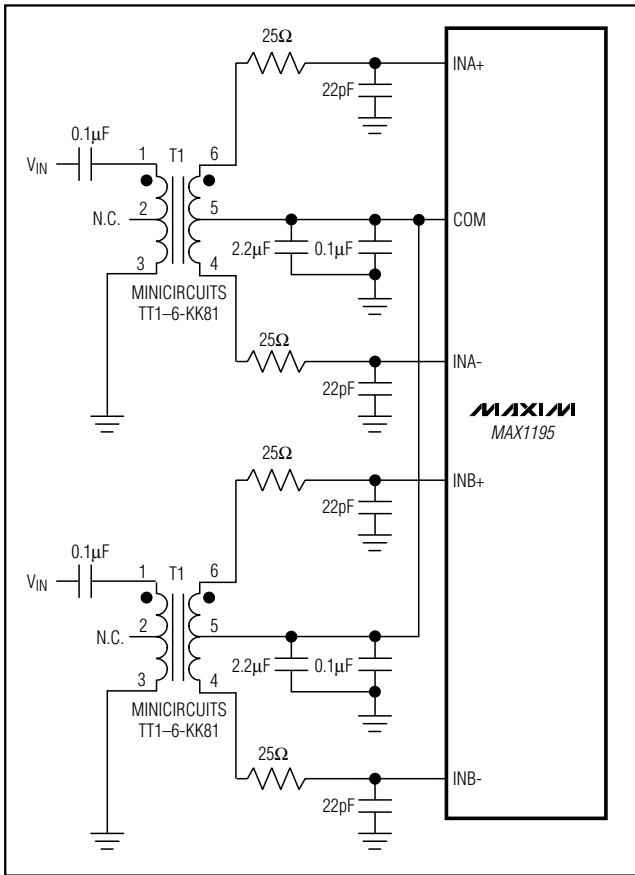 25Ω
INA+
22pF
0.1µF
VIN
1
T1
6
N.C.
2
5
COM
2.2µF
0.1µF
3
4
MINICIRCUITS
TT1–6-KK81
25Ω
INA-
22pF
MAXIM
MAX1195
25Ω
INB+
22pF
0.1µF
VIN
1
T1
6
N.C.
2
5
2.2µF
0.1µF
3
4
MINICIRCUITS
TT1–6-KK81
25Ω
INB-
22pF